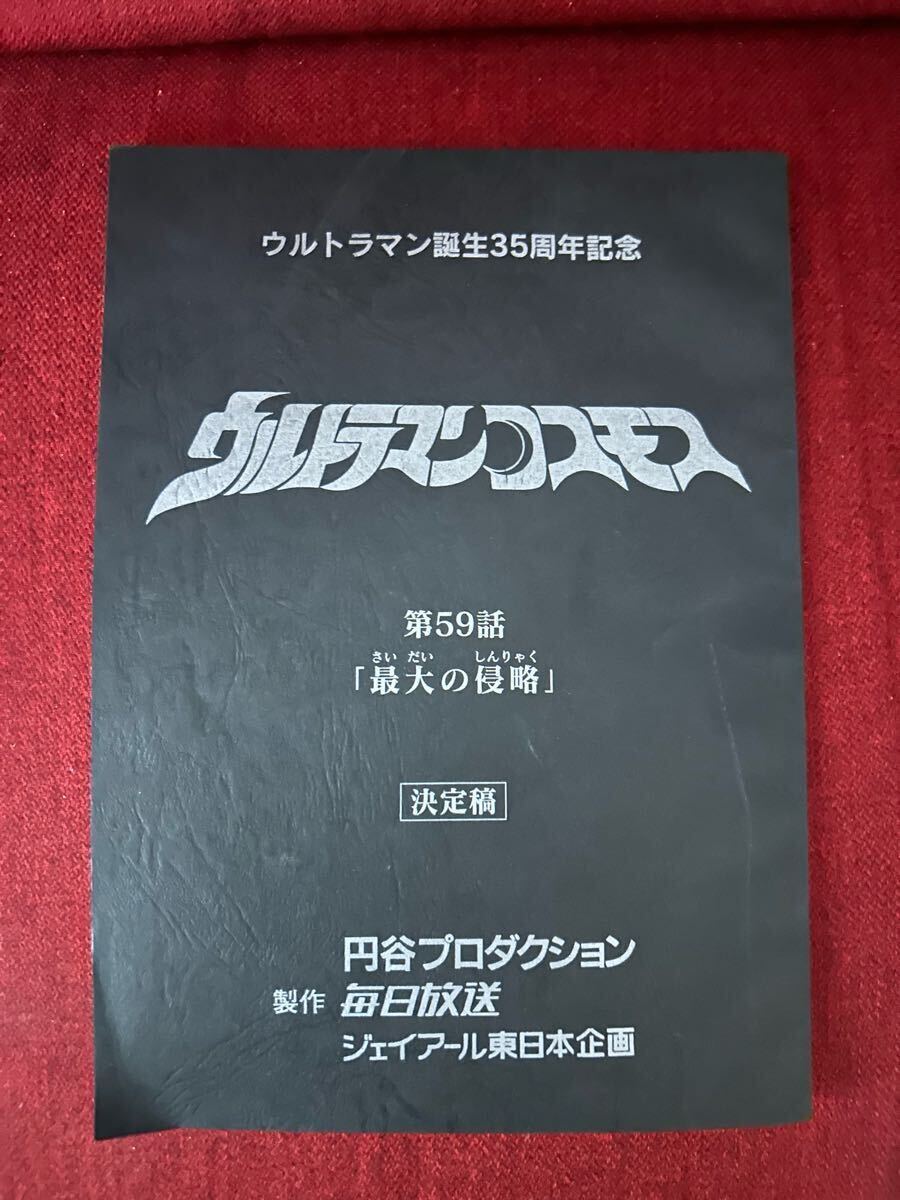 ウルトラマン誕生35周年記念
ウルトラマンコスモス
第59話
さいだい しんりゃく
「最大の侵略」
決定稿
円谷プロダクション
製作 毎日放送
ジェイアール東日本企画